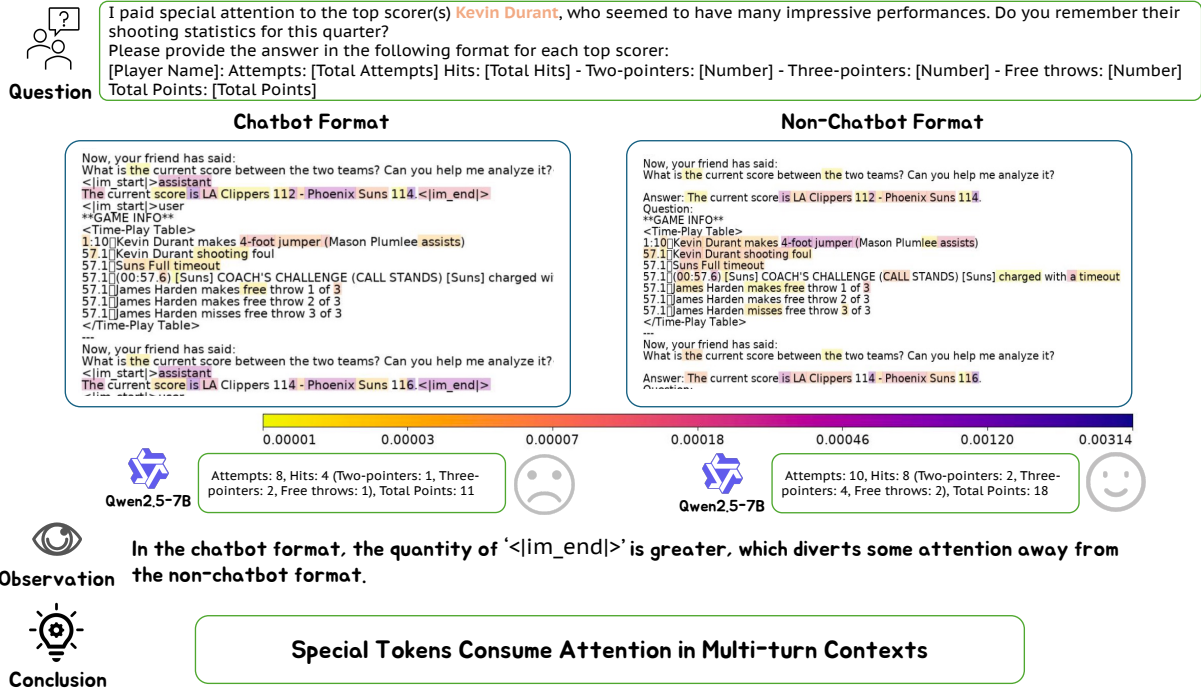 I paid special attention to the top scorer(s) Kevin Durant, who seemed to have many impressive performances. Do you remember their
shooting statistics for this quarter?
Please provide the answer in the following format for each top scorer:
[Player Name]: Attempts: [Total Attempts] Hits: [Total Hits] - Two-pointers: [Number] - Three-pointers: [Number] - Free throws: [Number]
Total Points: [Total Points]
Question
Chatbot Format
Now, your friend has said:
What is the current score between the two teams? Can you help me analyze it?
<|im_start|>assistant
The current score is LA Clippers 112 - Phoenix Suns 114.<|im_end|>
<|im_start|>user
**GAME INFO**
<Time-Play Table>
1:10▯Kevin Durant makes 4-foot jumper (Mason Plumlee assists)
57.1▯Kevin Durant shooting foul
57.1▯Suns Full timeout
57.1▯(00:57.6) [Suns] COACH'S CHALLENGE (CALL STANDS) [Suns] charged wi
57.1▯James Harden makes free throw 1 of 3
57.1▯James Harden makes free throw 2 of 3
57.1▯James Harden misses free throw 3 of 3
</Time-Play Table>
---
Now, your friend has said:
What is the current score between the two teams? Can you help me analyze it?
<|im_start|>assistant
The current score is LA Clippers 114 - Phoenix Suns 116.<|im_end|>
<|im_start|>user
Non-Chatbot Format
Now, your friend has said:
What is the current score between the two teams? Can you help me analyze it?
Answer: The current score is LA Clippers 112 - Phoenix Suns 114.
Question:
**GAME INFO**
<Time-Play Table>
1:10▯Kevin Durant makes 4-foot jumper (Mason Plumlee assists)
57.1▯Kevin Durant shooting foul
57.1▯Suns Full timeout
57.1▯(00:57.6) [Suns] COACH'S CHALLENGE (CALL STANDS) [Suns] charged with a timeout
57.1▯James Harden makes free throw 1 of 3
57.1▯James Harden makes free throw 2 of 3
57.1▯James Harden misses free throw 3 of 3
</Time-Play Table>
---
Now, your friend has said:
What is the current score between the two teams? Can you help me analyze it?
Answer: The current score is LA Clippers 114 - Phoenix Suns 116.
Question:
0.00001 0.00003 0.00007 0.00018 0.00046 0.00120 0.00314
Qwen2.5-7B
Attempts: 8, Hits: 4 (Two-pointers: 1, Three-
pointers: 2, Free throws: 1), Total Points: 11
Qwen2.5-7B
Attempts: 10, Hits: 8 (Two-pointers: 2, Three-
pointers: 4, Free throws: 2), Total Points: 18
Observation
In the chatbot format, the quantity of ‘<|im_end|>’ is greater, which diverts some attention away from
the non-chatbot format.
Conclusion
Special Tokens Consume Attention in Multi-turn Contexts